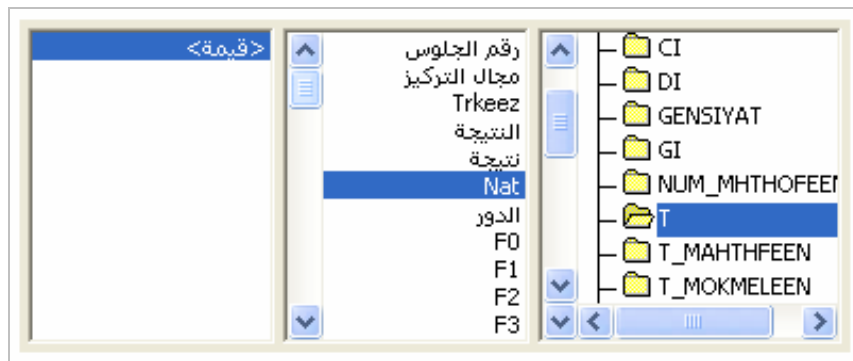 <قيمة>
رقم الجلوس
مجال التركيز
Trkeez
النتيجة
نتيجة
Nat
الدور
F0
F1
F2
F3
CI
DI
GENSIYAT
GI
NUM_MHTHOFEE
T
T_MAHTHFEEN
T_MOKMELEEN